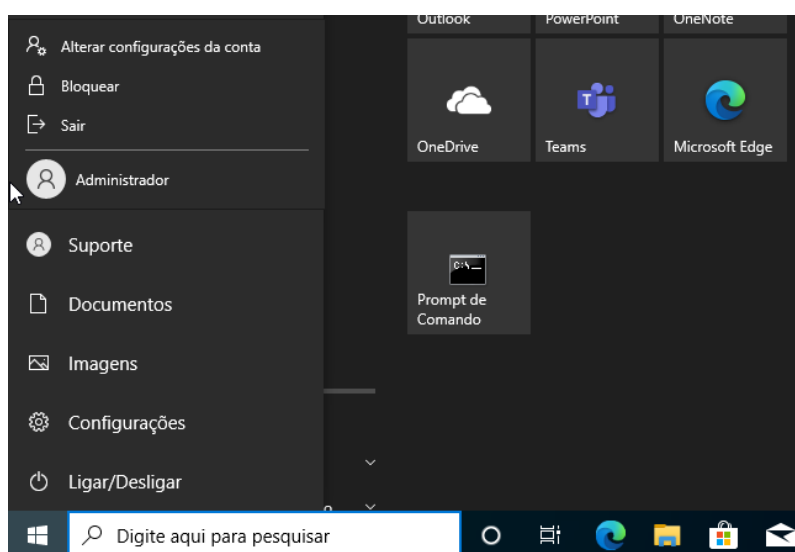 Outlook PowerPoint OneNote
Alterar configurações da conta
Bloquear
Sair
OneDrive Teams Microsoft Edge
Administrador
Suporte
C:\
Documentos
Prompt de
Comando
Imagens
Configurações
Ligar/Desligar
Digite aqui para pesquisar